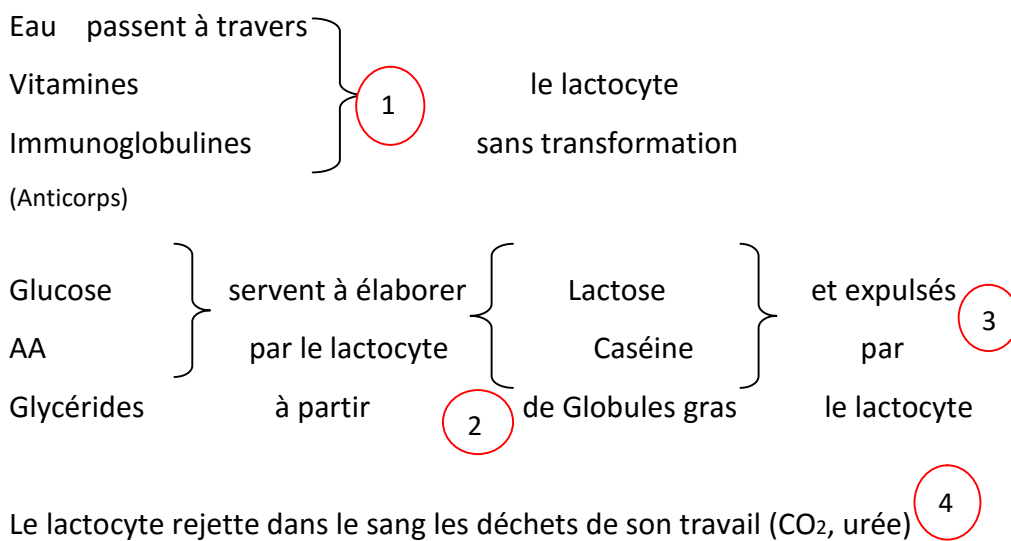 Eau passent à travers
Vitamines 1 le lactocyte
Immunoglobulines sans transformation
(Anticorps)
Glucose servent à élaborer Lactose et expulsés 3
AA par le lactocyte Caséine par
Glycérides à partir 2 de Globules gras le lactocyte
4
Le lactocyte rejette dans le sang les déchets de son travail (CO₂, urée)